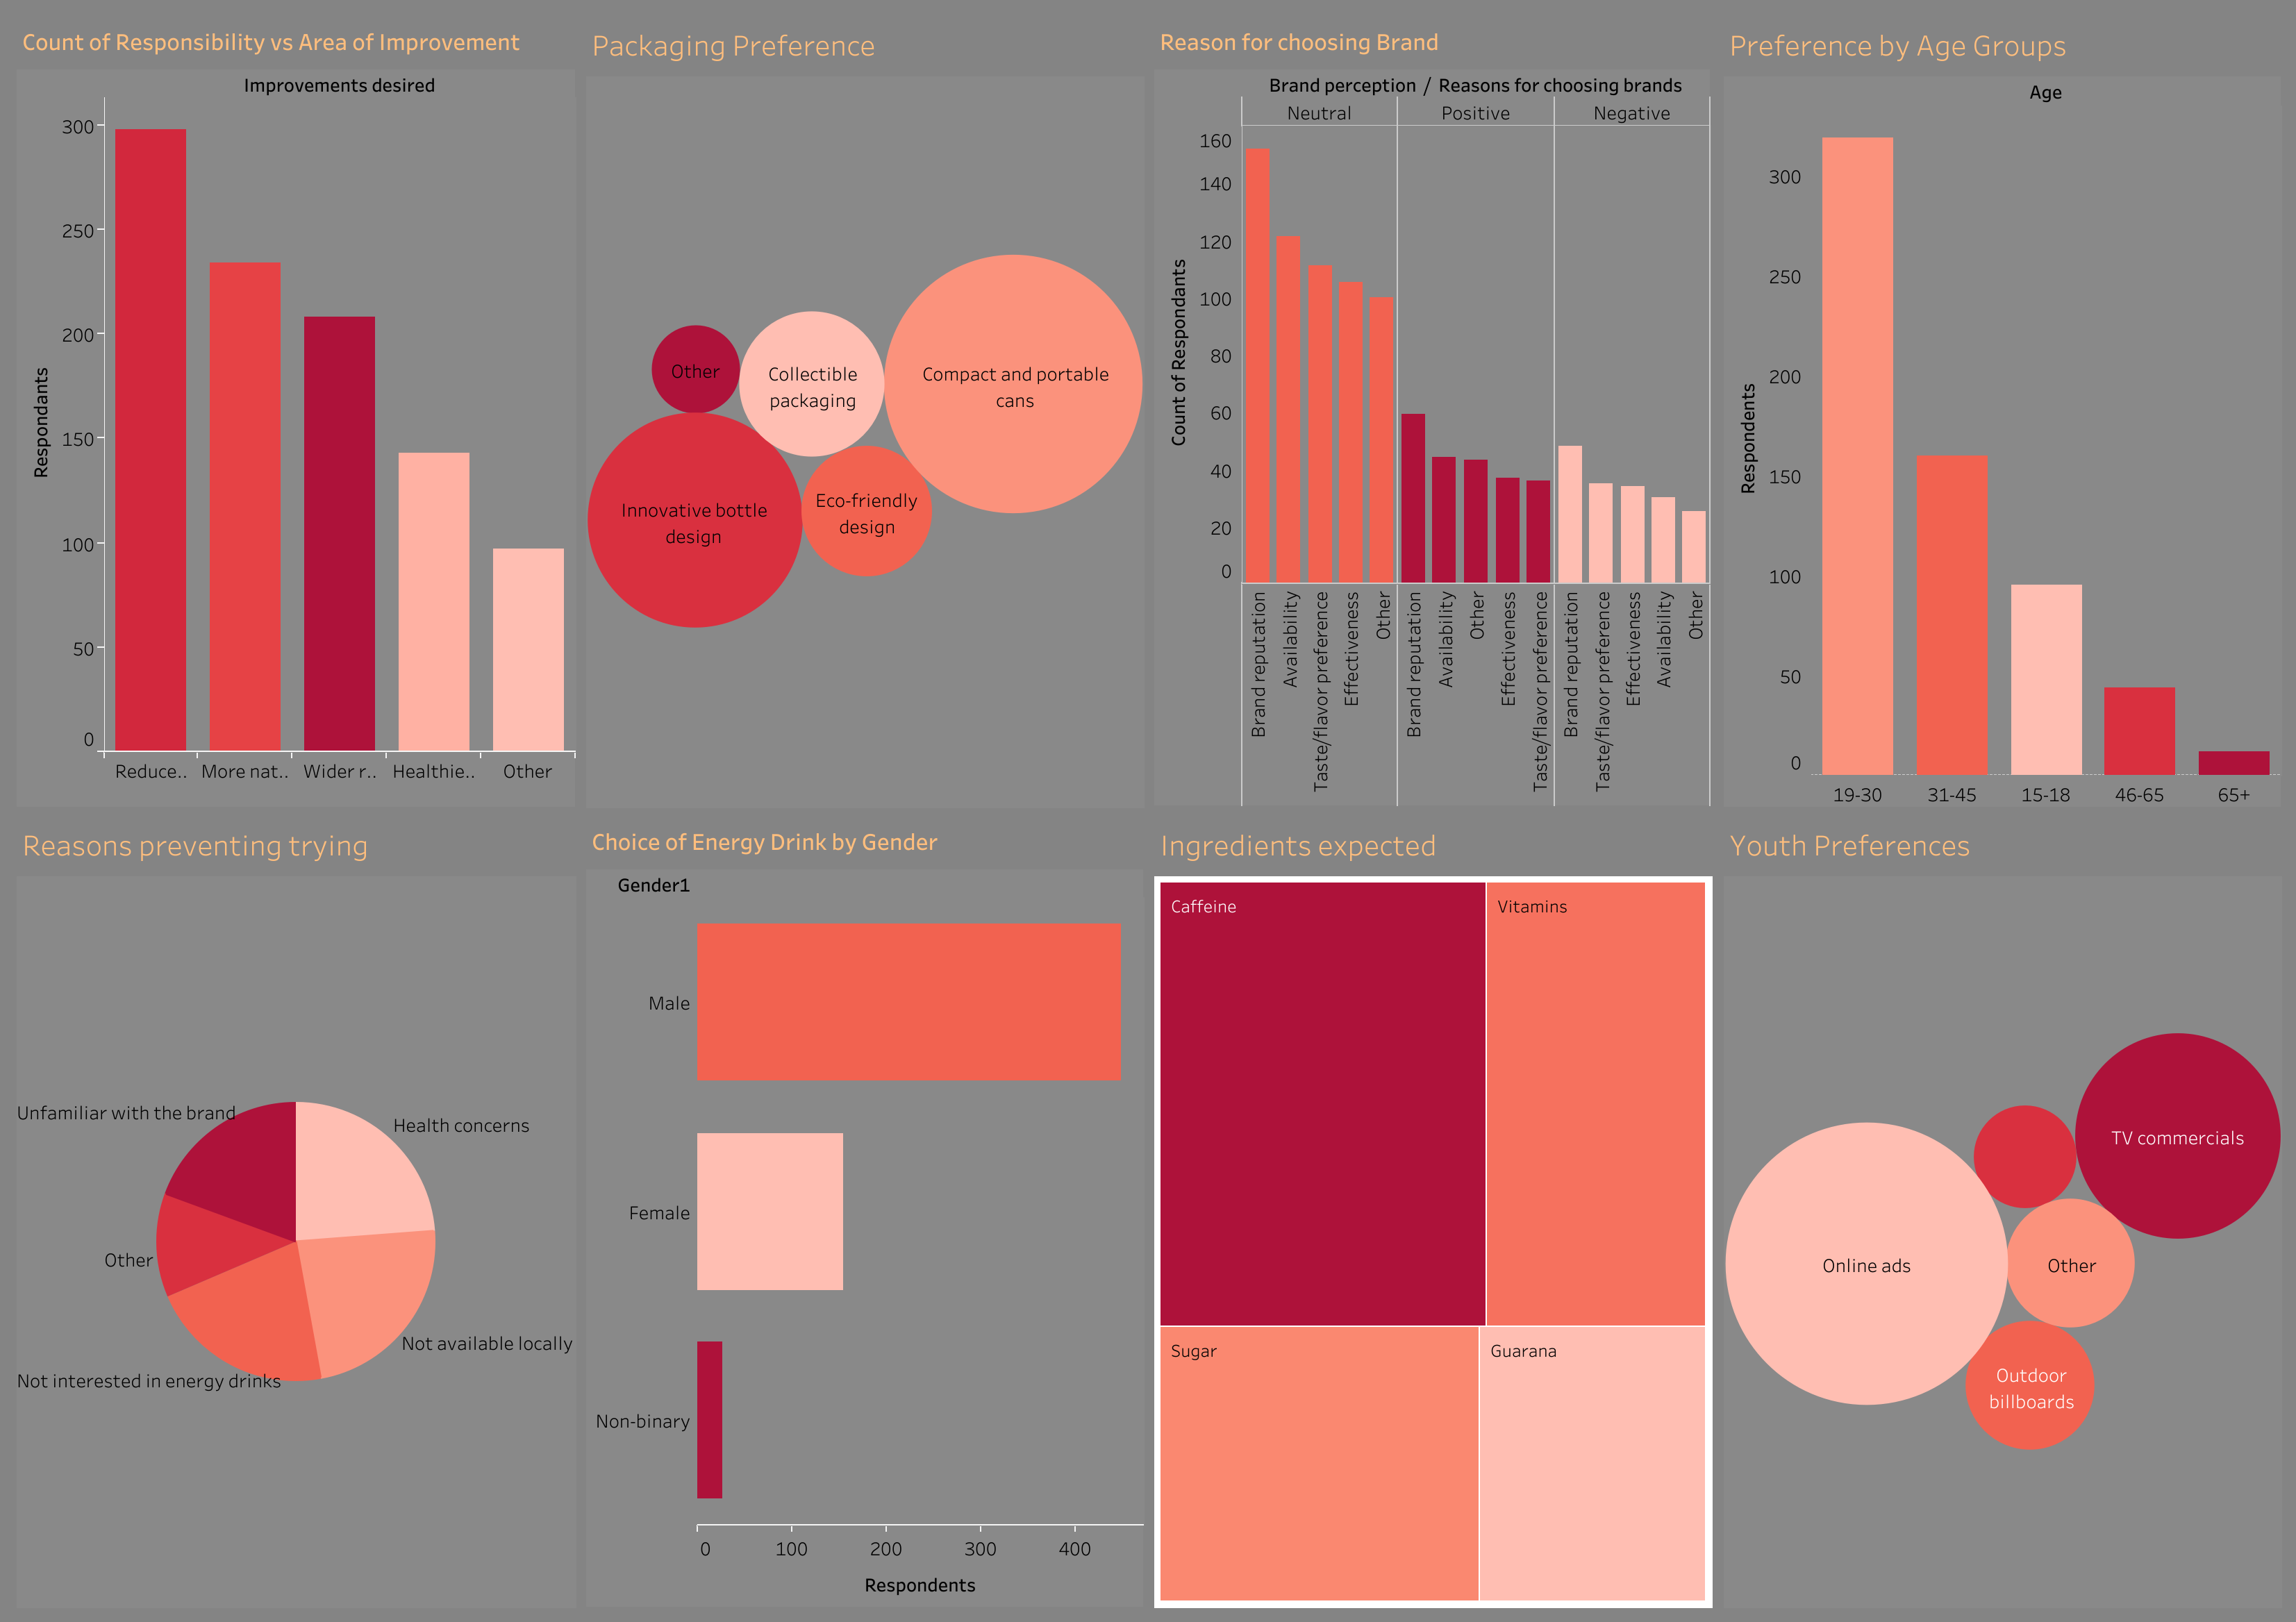 Count of Responsibility vs Area of Improvement
Improvements desired
Respondants
300
250
200
150
100
50
0
Reduce..
More nat..
Wider r..
Healthie..
Other
Packaging Preference
Other
Collectible
packaging
Compact and portable
cans
Innovative bottle
design
Eco-friendly
design
Reason for choosing Brand
Brand perception / Reasons for choosing brands
Neutral
Positive
Negative
Count of Respondants
160
140
120
100
80
60
40
20
0
Brand reputation
Availability
Taste/flavor preference
Effectiveness
Other
Brand reputation
Availability
Other
Effectiveness
Taste/flavor preference
Brand reputation
Taste/flavor preference
Effectiveness
Availability
Other
Preference by Age Groups
Age
Respondents
300
250
200
150
100
50
0
19-30
31-45
15-18
46-65
65+
Reasons preventing trying
Unfamiliar with the brand
Health concerns
Other
Not available locally
Not interested in energy drinks
Choice of Energy Drink by Gender
Gender1
Male
Female
Non-binary
0
100
200
300
400
Respondents
Ingredients expected
Caffeine
Vitamins
Sugar
Guarana
Youth Preferences
TV commercials
Online ads
Other
Outdoor
billboards